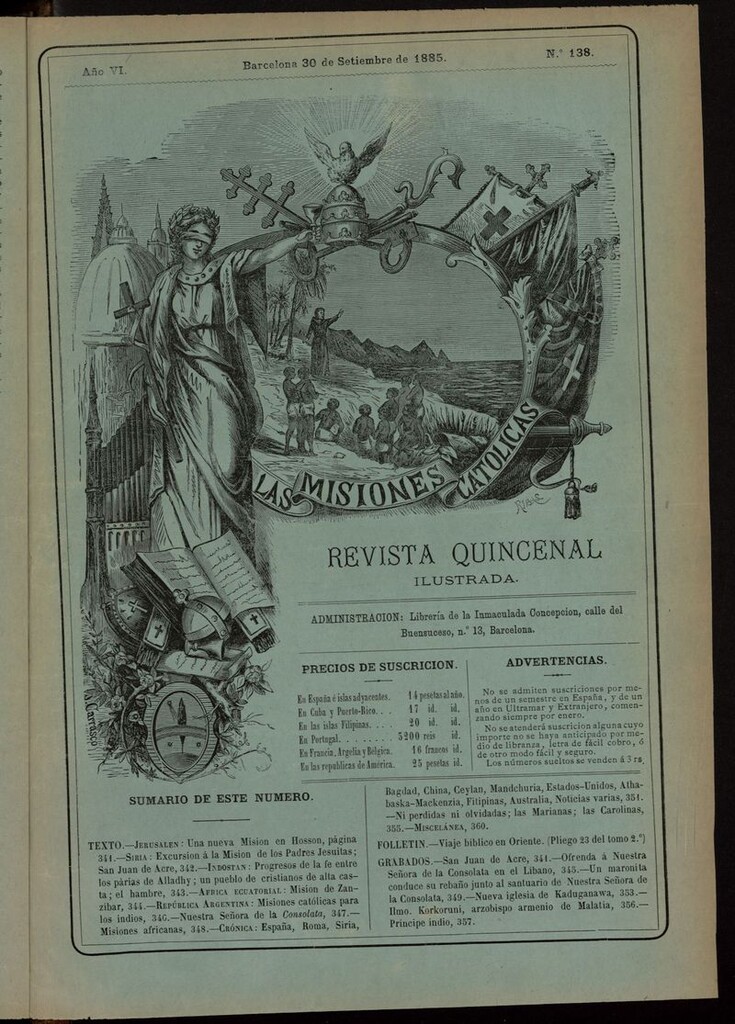 Año VI.
Barcelona 30 de Setiembre de 1885.
N.° 138.
LAS MISIONES CATOLICAS
REVISTA QUINCENAL
ILUSTRADA.
ADMINISTRACION: Librería de la Inmaculada Concepcion, calle del
Buensuceso, n.° 13, Barcelona.
PRECIOS DE SUSCRICION.
En España é islas adyacentes. 14 pesetas al año.
En Cuba y Puerto-Rico. . . . 17 id. id.
En las islas Filipinas. . . . 20 id. id.
En Portugal. . . . . . . . 3200 reis id.
En Francia, Argelia y Bélgica. 16 francos id.
En las republicas de América. 25 pesetas id.
ADVERTENCIAS.
No se admiten suscriciones por me-
nos de un semestre en España, y de un
año en Ultramar y Extranjero, comen-
zando siempre por enero.
No se atenderá suscricion alguna cuyo
importe no se haya anticipado por me-
dio de libranza, letra de fácil cobro, ó
de otro modo fácil y seguro.
Los números sueltos se venden á 3 rs.
Carrasco
SUMARIO DE ESTE NUMERO.
TEXTO.—JERUSALEN: Una nueva Mision en Hosson, página
341.—SIRIA: Excursion á la Mision de los Padres Jesuitas;
San Juan de Acre, 342.—INDOSTAN: Progresos de la fe entre
los párias de Alladhy; un pueblo de cristianos de alta cas-
ta; el hambre, 343.—AFRICA ECUATORIAL: Mision de Zan-
zibar, 344.—REPÚBLICA ARGENTINA: Misiones católicas para
los indios, 346.—Nuestra Señora de la Consolata, 347.—
Misiones africanas, 348.—CRÓNICA: España, Roma, Siria,
Bagdad, China, Ceylan, Mandchuria, Estados-Unidos, Atha-
baska-Mackenzia, Filipinas, Australia, Noticias varias, 351.
—Ni perdidas ni olvidadas; las Marianas; las Carolinas,
355.—MISCELÁNEA, 360.
FOLLETIN.—Viaje bíblico en Oriente. (Pliego 23 del tomo 2.°)
GRABADOS.—San Juan de Acre, 341.—Ofrenda á Nuestra
Señora de la Consolata en el Líbano, 345.—Un maronita
conduce su rebaño junto al santuario de Nuestra Señora de
la Consolata, 349.—Nueva iglesia de Kaduganawa, 353.—
Ilmo. Korkoruni, arzobispo armenio de Malatia, 356.—
Príncipe indio, 357.